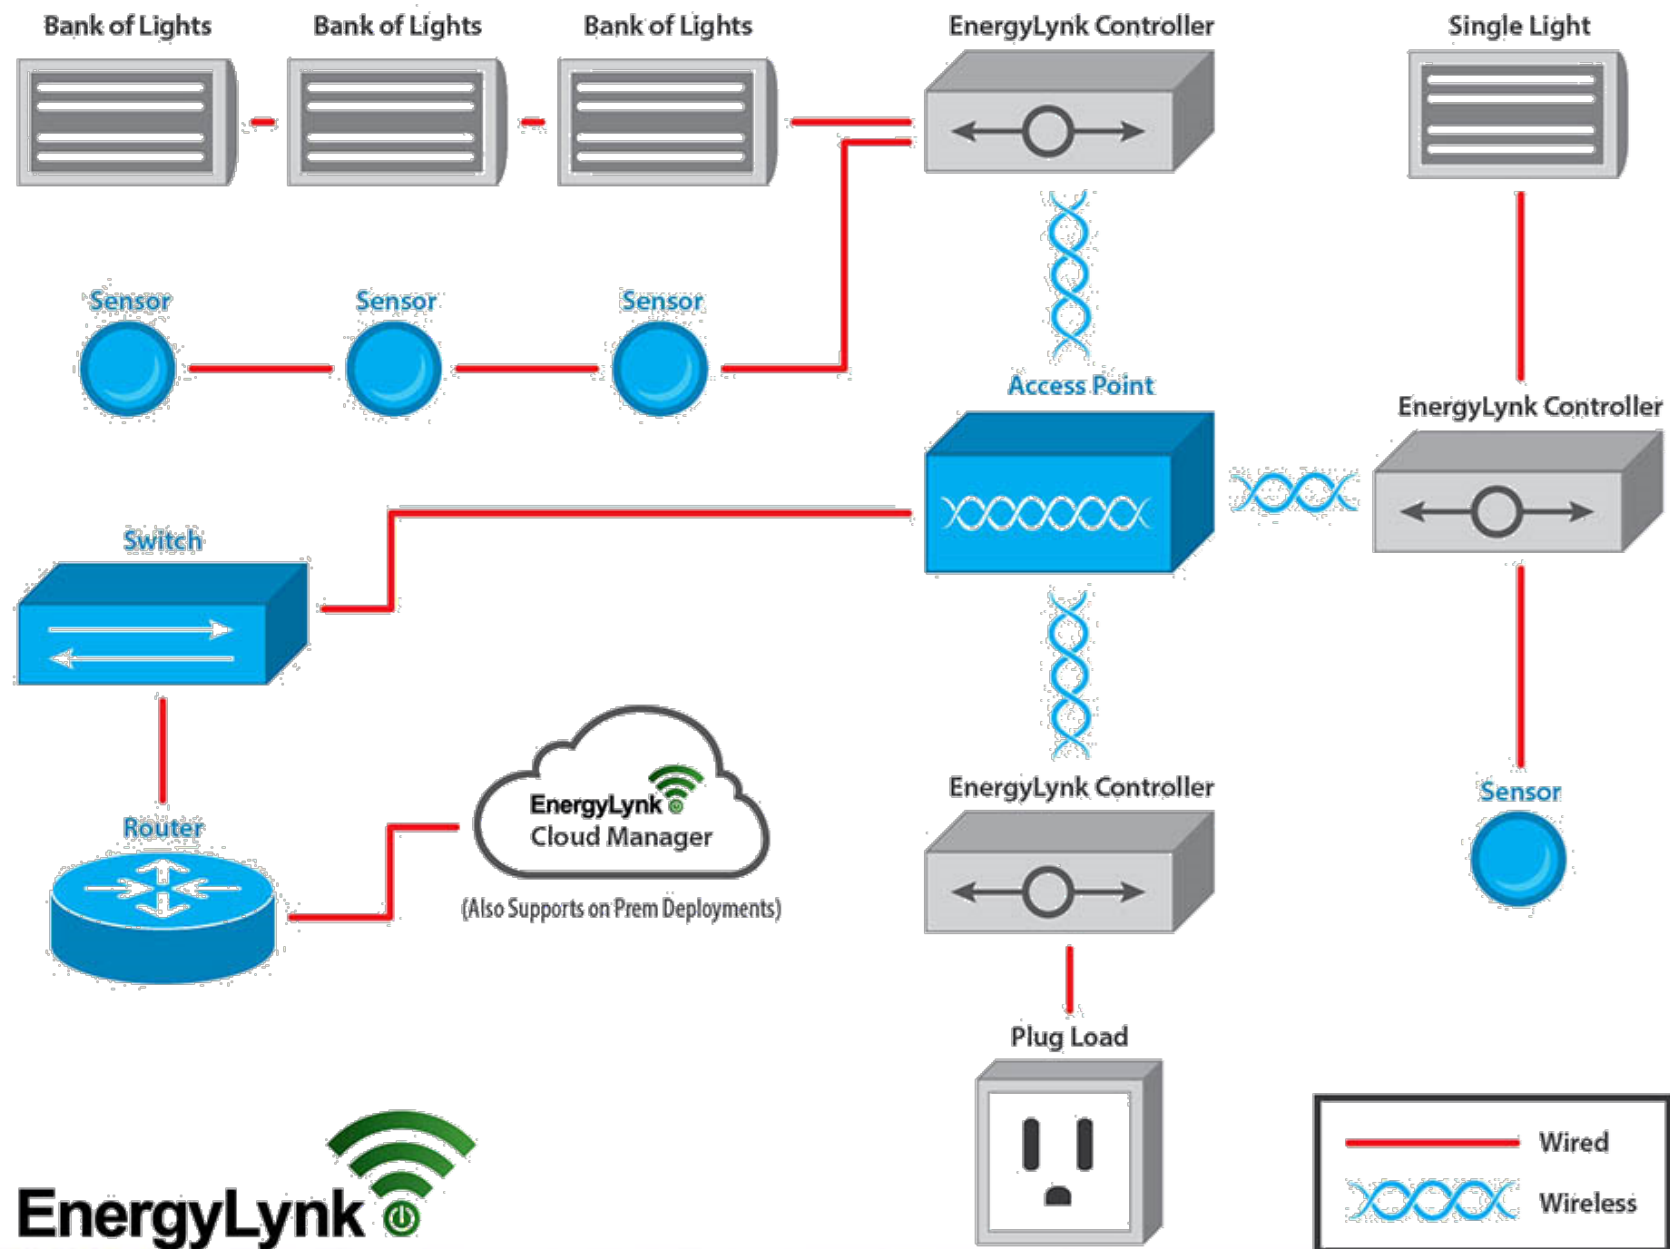 Bank of Lights
Bank of Lights
Bank of Lights
EnergyLynk Controller
Single Light
Sensor
Sensor
Sensor
Access Point
EnergyLynk Controller
Switch
EnergyLynk
Cloud Manager
(Also Supports on Prem Deployments)
EnergyLynk Controller
Sensor
Router
Plug Load
EnergyLynk
Wired
Wireless